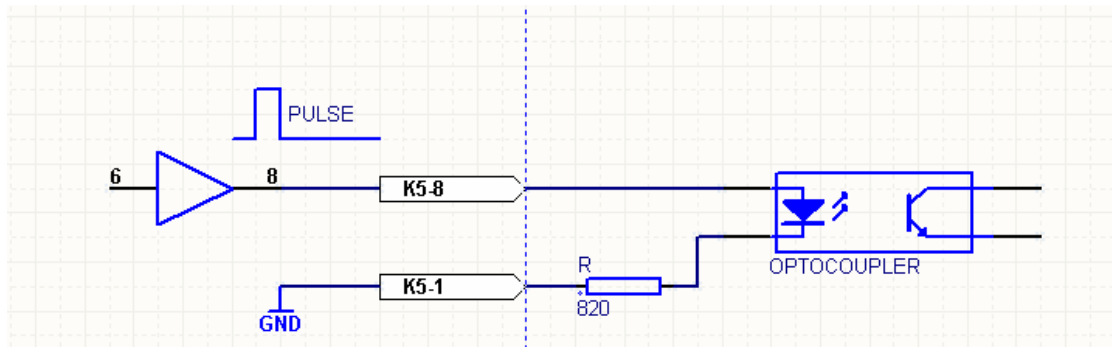 PULSE
6
8
K5-8
OPTOCOUPLER
R
K5-1
820
GND